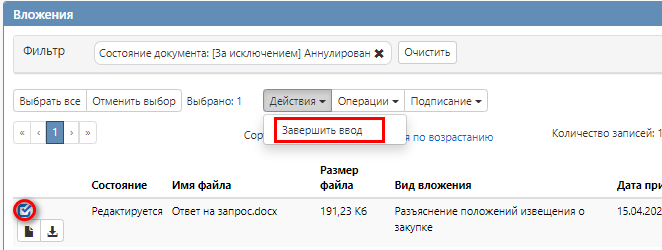 Вложения
Фильтр
Состояние документа: [За исключением] Аннулирован ✖
Очистить
Выбрать все Отменить выбор Выбрано: 1 Действия Операции Подписание
« ‹ 1 › »
Завершить ввод
Сор
я по возрастанию
Количество записей: 1
Состояние Имя файла Размер файла Вид вложения Дата при
Редактируется Ответ на запрос.docx 191,23 Кб Разъяснение положений извещения о закупке 15.04.202